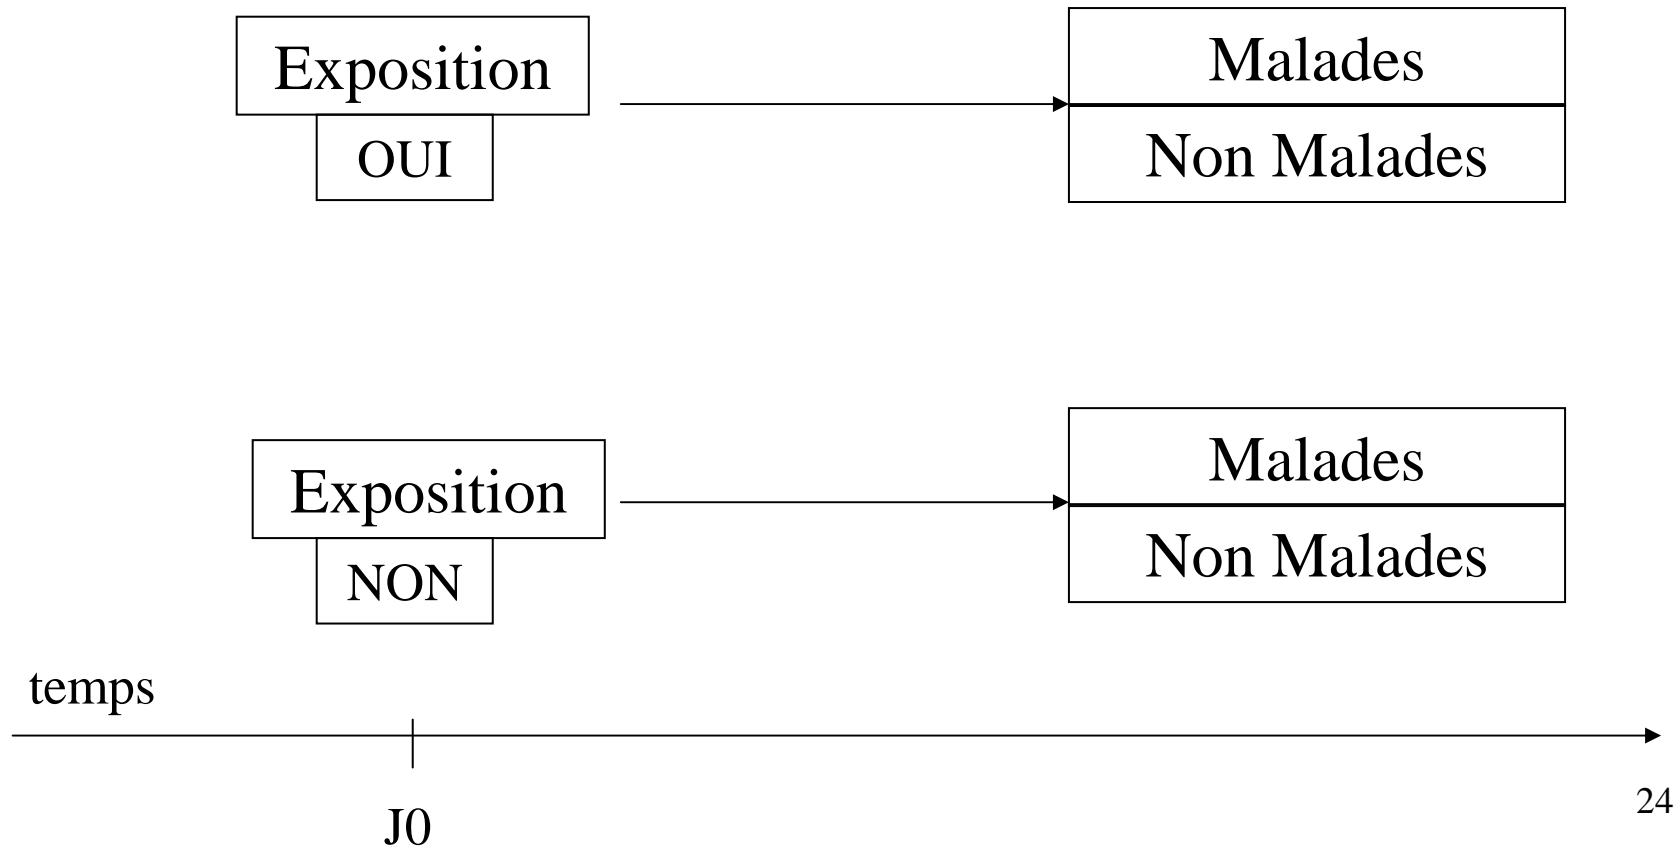 Exposition
OUI
Malades
Non Malades
Exposition
NON
Malades
Non Malades
temps
J0
24